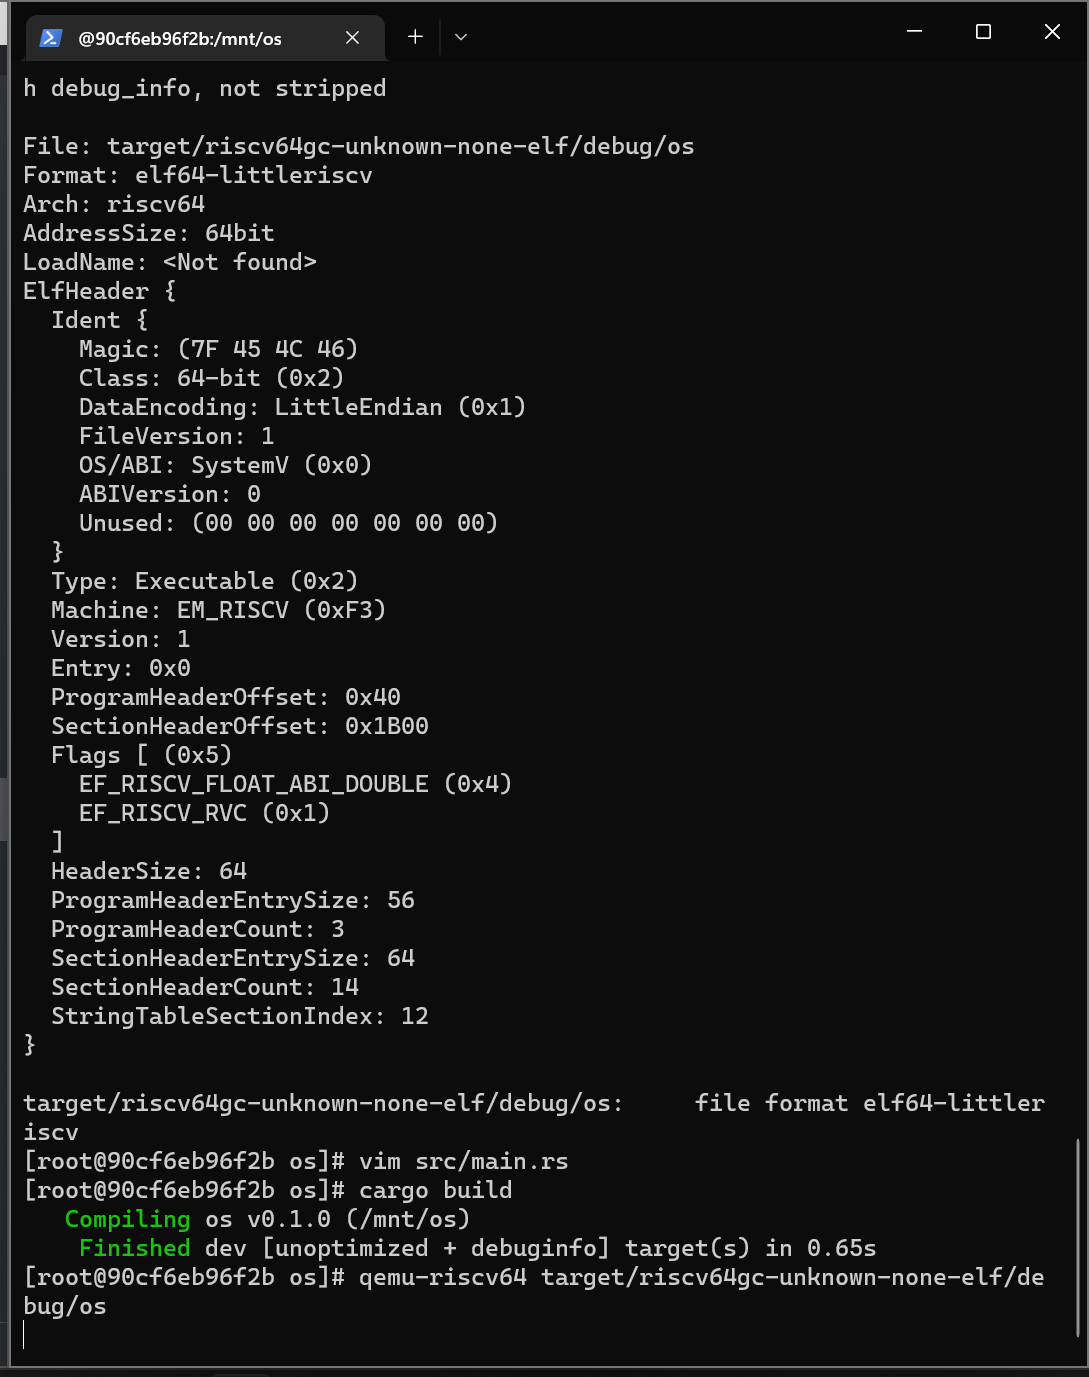 @90cf6eb96f2b:/mnt/os
h debug_info, not stripped
File: target/riscv64gc-unknown-none-elf/debug/os
Format: elf64-littleriscv
Arch: riscv64
AddressSize: 64bit
LoadName: <Not found>
ElfHeader {
  Ident {
    Magic: (7F 45 4C 46)
    Class: 64-bit (0x2)
    DataEncoding: LittleEndian (0x1)
    FileVersion: 1
    OS/ABI: SystemV (0x0)
    ABIVersion: 0
    Unused: (00 00 00 00 00 00 00)
  }
  Type: Executable (0x2)
  Machine: EM_RISCV (0xF3)
  Version: 1
  Entry: 0x0
  ProgramHeaderOffset: 0x40
  SectionHeaderOffset: 0x1B00
  Flags [ (0x5)
    EF_RISCV_FLOAT_ABI_DOUBLE (0x4)
    EF_RISCV_RVC (0x1)
  ]
  HeaderSize: 64
  ProgramHeaderEntrySize: 56
  ProgramHeaderCount: 3
  SectionHeaderEntrySize: 64
  SectionHeaderCount: 14
  StringTableSectionIndex: 12
}
target/riscv64gc-unknown-none-elf/debug/os:     file format elf64-littler
iscv
[root@90cf6eb96f2b os]# vim src/main.rs
[root@90cf6eb96f2b os]# cargo build
   Compiling os v0.1.0 (/mnt/os)
    Finished dev [unoptimized + debuginfo] target(s) in 0.65s
[root@90cf6eb96f2b os]# qemu-riscv64 target/riscv64gc-unknown-none-elf/de
bug/os